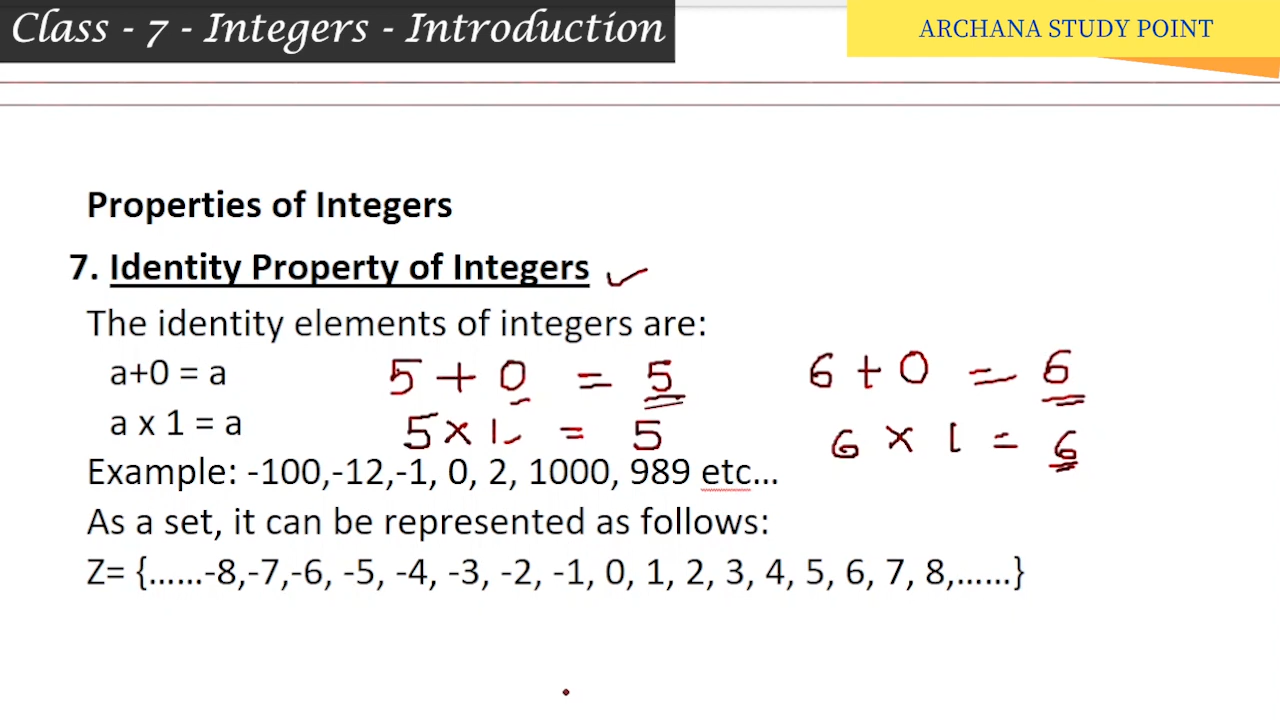 Class - 7 - Integers - Introduction
ARCHANA STUDY POINT
Properties of Integers
7. Identity Property of Integers
The identity elements of integers are:
a+0 = a 5 + 0 = 5 6 + 0 = 6
a x 1 = a 5 × 1 = 5 6 × 1 = 6
Example: -100,-12,-1, 0, 2, 1000, 989 etc...
As a set, it can be represented as follows:
Z= {......-8,-7,-6, -5, -4, -3, -2, -1, 0, 1, 2, 3, 4, 5, 6, 7, 8,......}